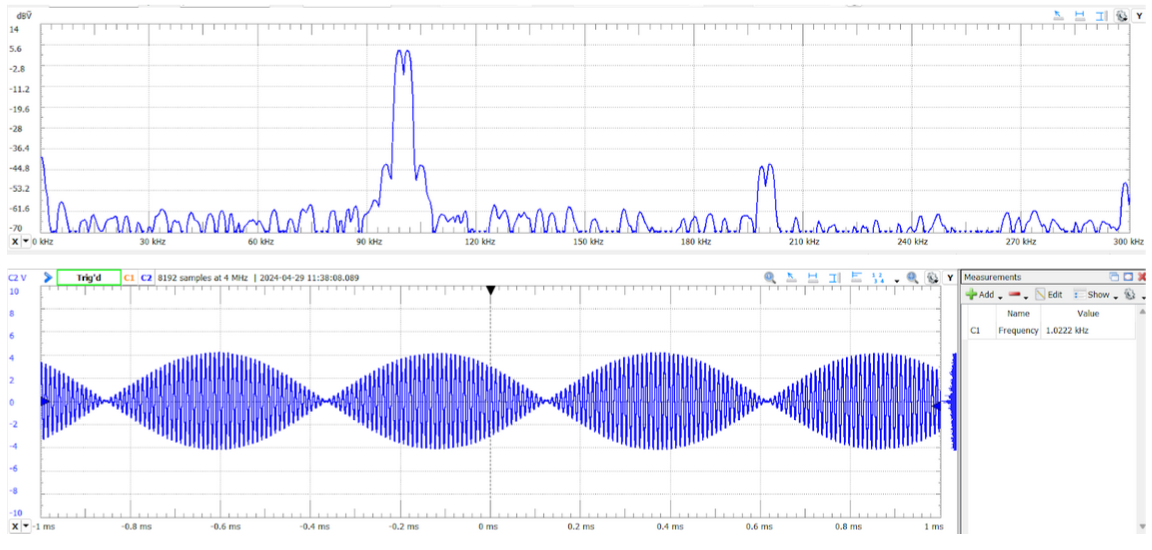 dBV
Y
14
5.6
-2.8
-11.2
-19.6
-28
-36.4
-44.8
-53.2
-61.6
-70
X 0 kHz 30 kHz 60 kHz 90 kHz 120 kHz 150 kHz 180 kHz 210 kHz 240 kHz 270 kHz 300 kHz
C2 V Trig'd C1 C2 8192 samples at 4 MHz | 2024-04-29 11:38:08.089 Y
10
8
6
4
2
0
-2
-4
-6
-8
-10
X -1 ms -0.8 ms -0.6 ms -0.4 ms -0.2 ms 0 ms 0.2 ms 0.4 ms 0.6 ms 0.8 ms 1 ms
Measurements
Add Edit Show
Name Value
C1 Frequency 1.0222 kHz